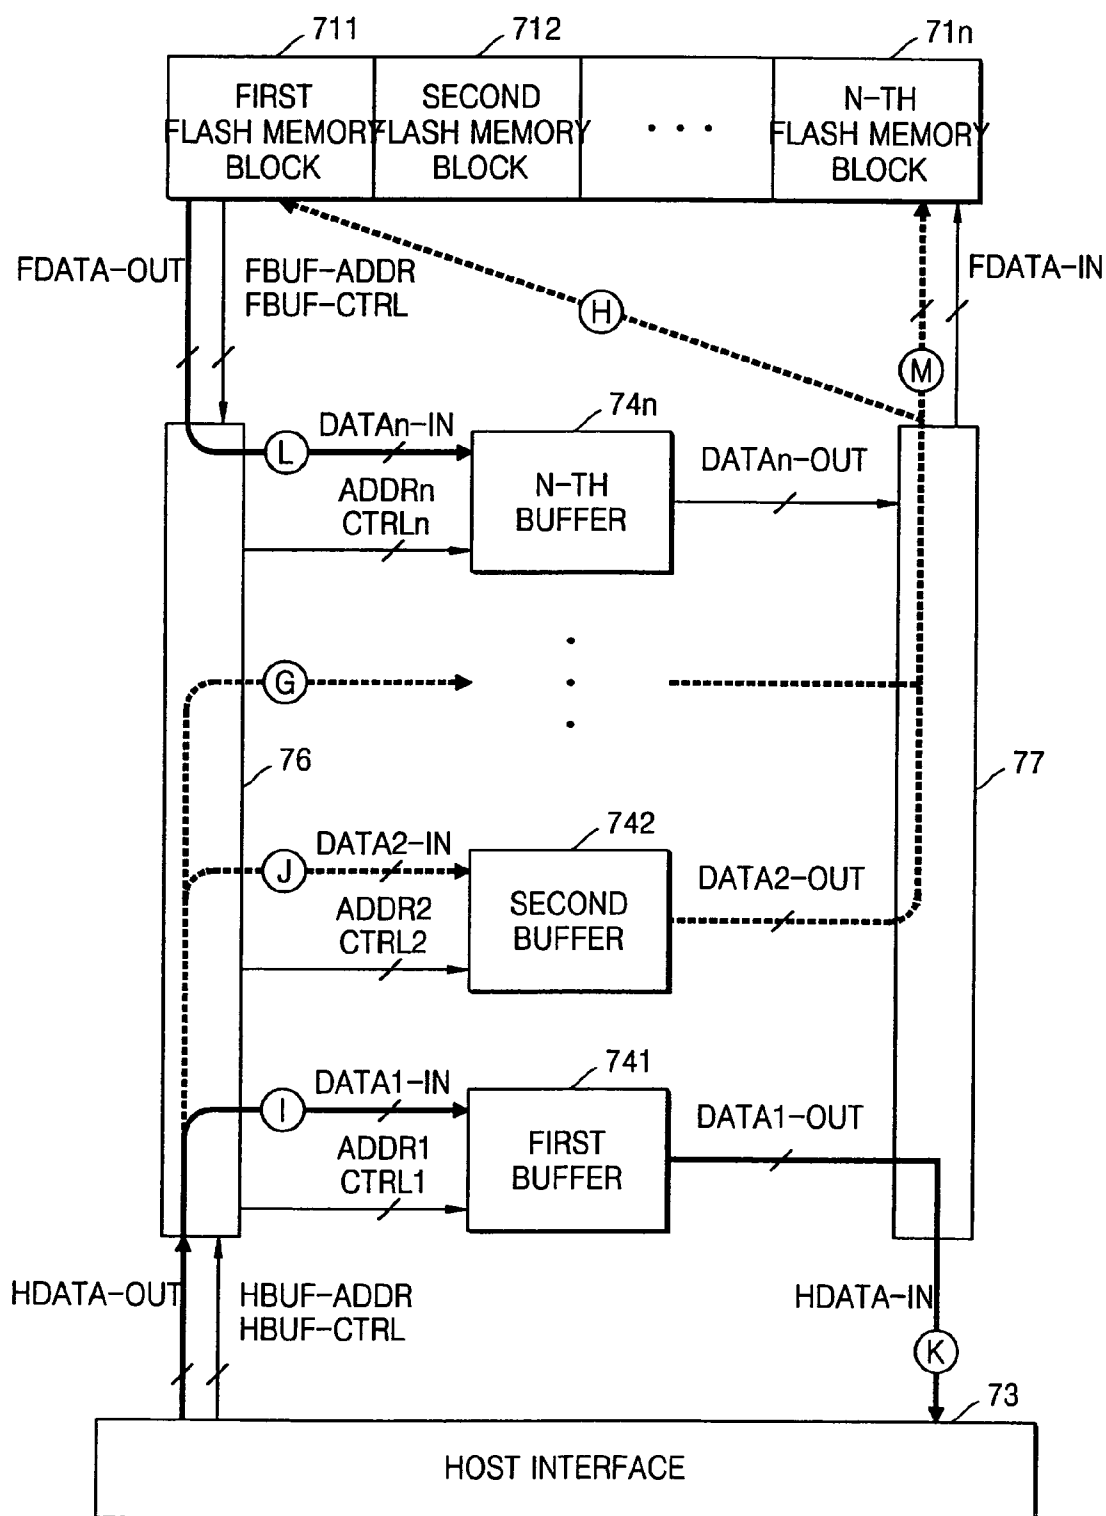 711
712
71n
FIRST
FLASH MEMORY
BLOCK
SECOND
FLASH MEMORY
BLOCK
· · ·
N-TH
FLASH MEMORY
BLOCK
FDATA-OUT
FBUF-ADDR
FBUF-CTRL
H
FDATA-IN
M
DATAn-IN
74n
L
ADDRn
CTRLn
N-TH
BUFFER
DATAn-OUT
G
76
77
DATA2-IN
742
J
ADDR2
CTRL2
SECOND
BUFFER
DATA2-OUT
DATA1-IN
741
I
ADDR1
CTRL1
FIRST
BUFFER
DATA1-OUT
HDATA-OUT
HBUF-ADDR
HBUF-CTRL
HDATA-IN
K
73
HOST INTERFACE